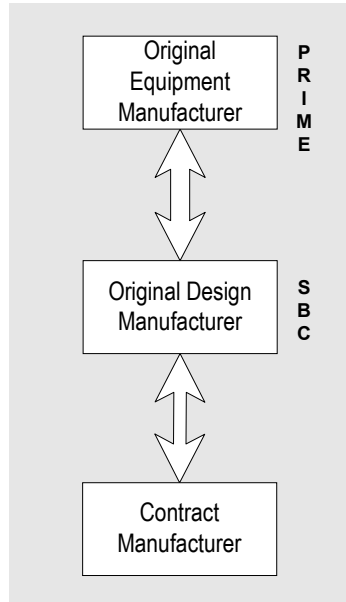 Original
Equipment
Manufacturer
P
R
I
M
E
Original Design
Manufacturer
S
B
C
Contract
Manufacturer